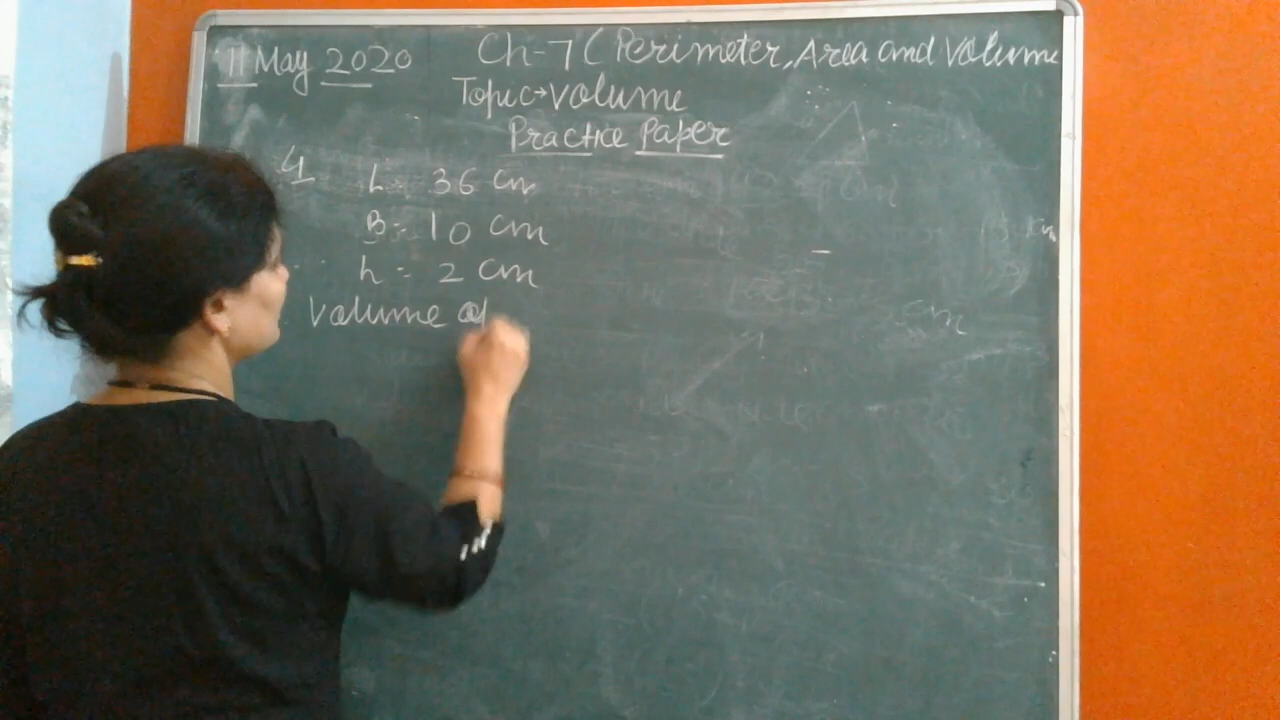 11 May 2020 Ch-7 ( Perimeter, Area and Volume
Topic→Volume
Practice Paper
L = 36 cm
B = 10 cm
h = 2 cm
Volume of
cm